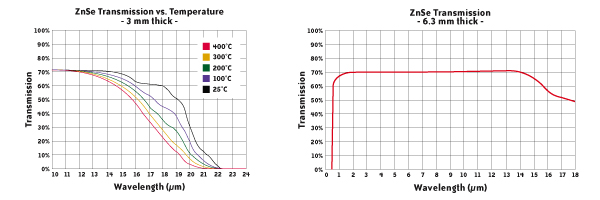 ZnSe Transmission vs. Temperature
- 3 mm thick -
Transmission
100%
90%
80%
70%
60%
50%
40%
30%
20%
10%
0%
400°C
300°C
200°C
100°C
25°C
10 11 12 13 14 15 16 17 18 19 20 21 22 23 24
Wavelength (μm)
ZnSe Transmission
- 6.3 mm thick -
Transmission
100%
90%
80%
70%
60%
50%
40%
30%
20%
10%
0%
0 1 2 3 4 5 6 7 8 9 10 11 12 13 14 15 16 17 18
Wavelength (μm)